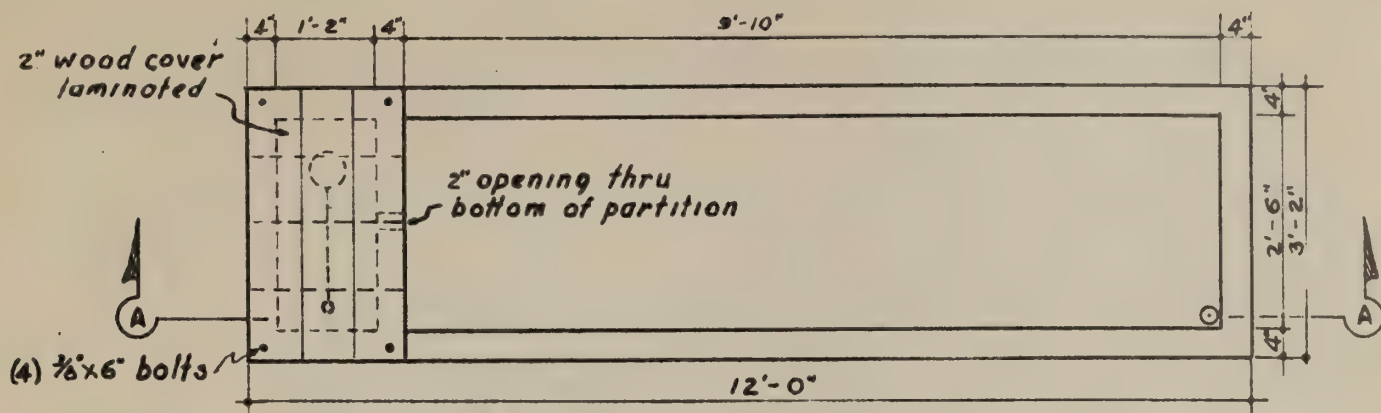 4" 1'-2" 4" 9'-10" 4"
2" wood cover
laminated
4"
2" opening thru
bottom of partition
2'-6"
3'-2"
A
A
4"
(4) 3/8"x6" bolts
12'-0"